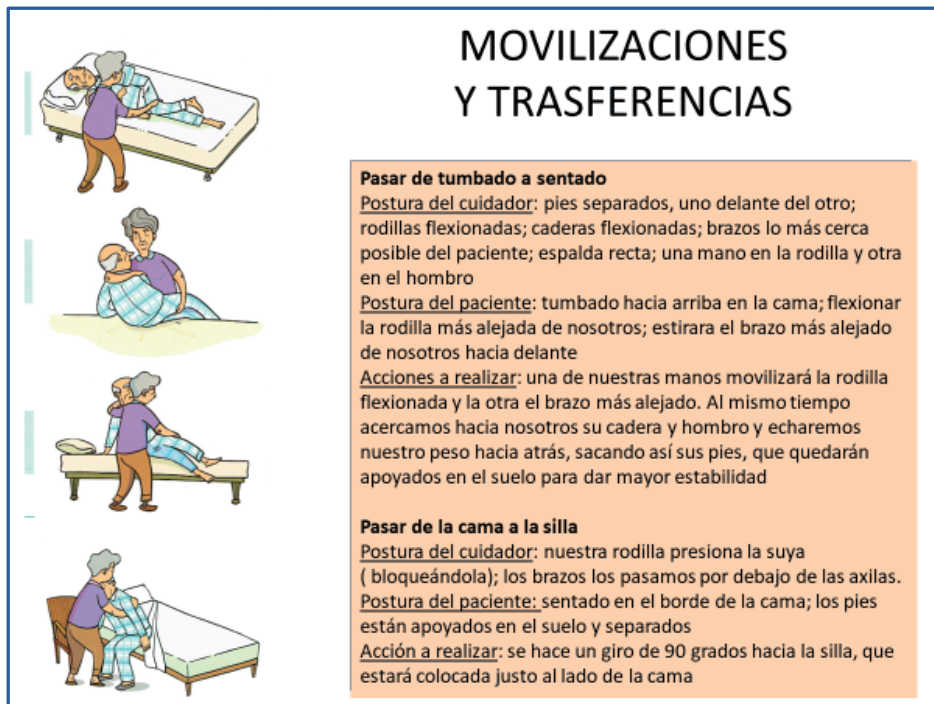 MOVILIZACIONES
Y TRASFERENCIAS
Pasar de tumbado a sentado
Postura del cuidador: pies separados, uno delante del otro;
rodillas flexionadas; caderas flexionadas; brazos lo más cerca
posible del paciente; espalda recta; una mano en la rodilla y otra
en el hombro
Postura del paciente: tumbado hacia arriba en la cama; flexionar
la rodilla más alejada de nosotros; estirara el brazo más alejado
de nosotros hacia delante
Acciones a realizar: una de nuestras manos movilizará la rodilla
flexionada y la otra el brazo más alejado. Al mismo tiempo
acercamos hacia nosotros su cadera y hombro y echaremos
nuestro peso hacia atrás, sacando así sus pies, que quedarán
apoyados en el suelo para dar mayor estabilidad
Pasar de la cama a la silla
Postura del cuidador: nuestra rodilla presiona la suya
( bloqueándola); los brazos los pasamos por debajo de las axilas.
Postura del paciente: sentado en el borde de la cama; los pies
están apoyados en el suelo y separados
Acción a realizar: se hace un giro de 90 grados hacia la silla, que
estará colocada justo al lado de la cama